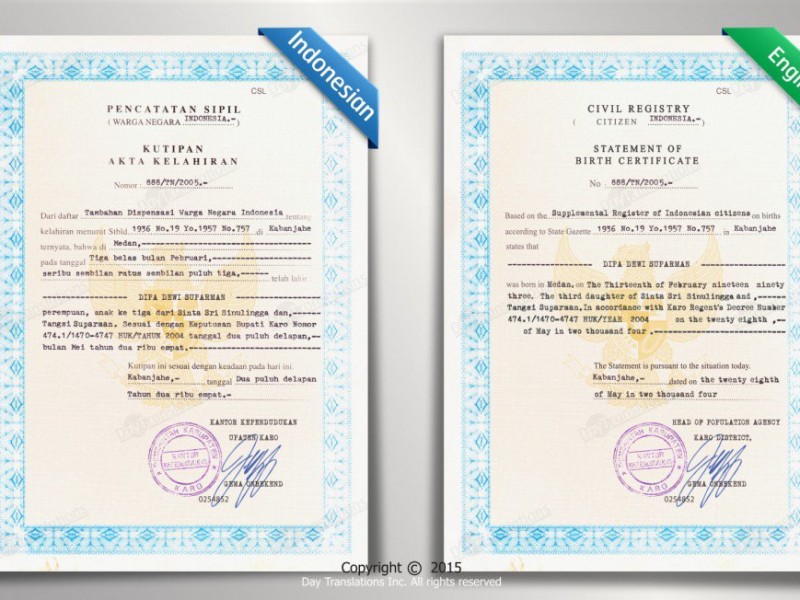 Indonesian
CSL
PENCATATAN SIPIL
( WARGA NEGARA INDONESIA.- )
KUTIPAN
AKTA KELAHIRAN
Nomor : 888/TN/2005.-
Dari daftar Tambahan Dispensasi Warga Negara Indonesia tentang
kelahiran menurut Stbld 1936 No.19 Yo.1957 No.757 di Kabanjahe
ternyata, bahwa di Medan,
pada tanggal Tiga belas bulan Februari,
seribu sembilan ratus sembilan puluh tiga, telah lahir :
DIPA DEWI SUPARMAN
perempuan, anak ke tiga dari Sinta Sri Simulingga dan,
Tangsi Suparman, Sesuai dengan Keputusan Bupati Karo Nomor
474.1/1470-4747 HUK/TAHUN 2004 tanggal dua puluh delapan,
bulan Mei tahun dua ribu empat.
Kutipan ini sesuai dengan keadaan pada hari ini.
Kabanjahe,- tanggal Dua puluh delapan
Tahun dua ribu empat.-
KANTOR KEPENDUDUKAN
KARO
KARO
0254852
CSL
CIVIL REGISTRY
( CITIZEN INDONESIA.- )
STATEMENT OF
BIRTH CERTIFICATE
No . 888/TN/2005.-
Based on the Supplemental Register of Indonesian citizens on births
according to State Gazette 1936 No.19 Yo.1957 No.757 in Kabanjahe
states that
DIPA DEWI SUPARMAN
was born in Medan, on The Thirteenth of February nineteen ninety
three. The third daughter of Sinta Sri Simulingga and ,
Tangsi Suparman,In accordance with Karo Regent's Decree Number
474.1/1470-4747 HUK/YEAR 2004 on the twenty eighth ,
of May in two thousand four ,
The Statement is pursuant to the situation today.
Kabanjahe,- dated on the twenty eighth
of May in two thousand four
HEAD OF POPULATION AGENCY
KARO DISTRICT,
KARO
0254852
Copyright © 2015
Day Translations Inc. All rights reserved